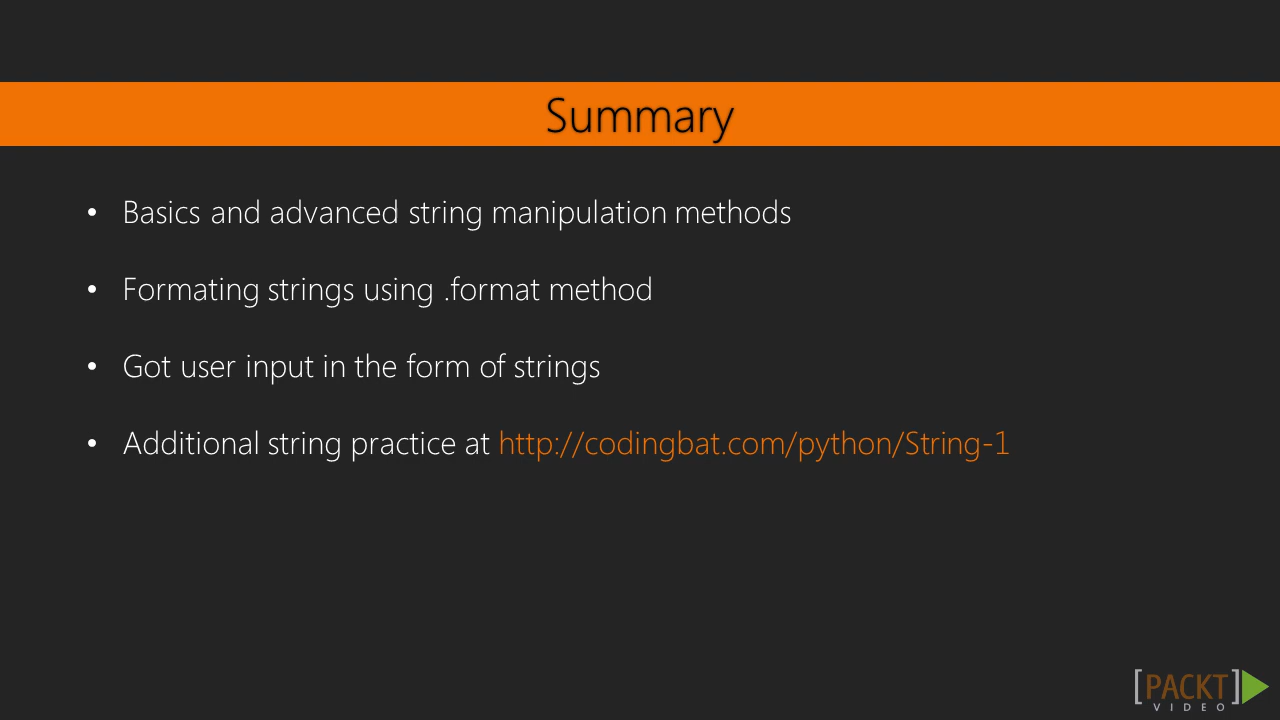 Summary
• Basics and advanced string manipulation methods
• Formating strings using .format method
• Got user input in the form of strings
• Additional string practice at http://codingbat.com/python/String-1
[PACKT]
VIDEO